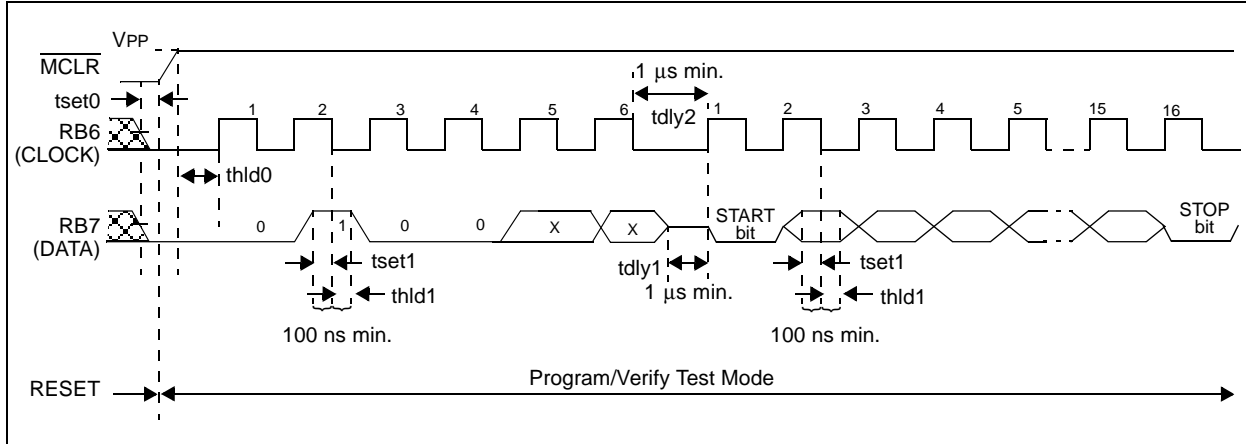 VPP
MCLR
1 μs min.
tset0
1 2 3 4 5 6 tdly2 1 2 3 4 5 15 16
RB6
(CLOCK)
thld0
RB7
(DATA)
0 1 0 0 X X START
bit
STOP
bit
tset1 tdly1 tset1
thld1 1 μs min. thld1
100 ns min. 100 ns min.
RESET Program/Verify Test Mode